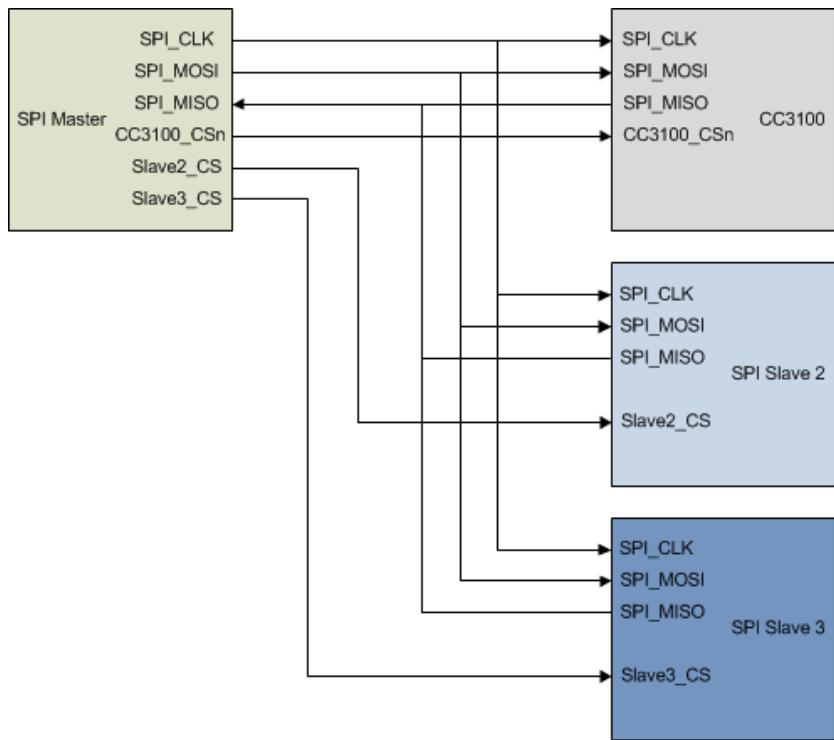 SPI_CLK
SPI_MOSI
SPI_MISO
SPI Master
CC3100_CSn
Slave2_CS
Slave3_CS
SPI_CLK
SPI_MOSI
SPI_MISO
CC3100
CC3100_CSn
SPI_CLK
SPI_MOSI
SPI_MISO
SPI Slave 2
Slave2_CS
SPI_CLK
SPI_MOSI
SPI_MISO
SPI Slave 3
Slave3_CS